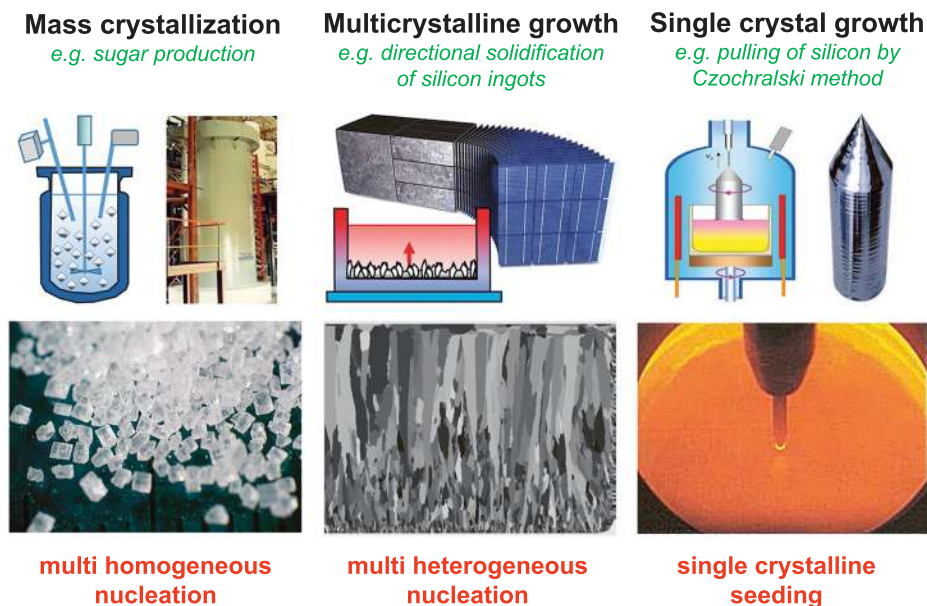 Mass crystallization
e.g. sugar production
Multicrystalline growth
e.g. directional solidification
of silicon ingots
Single crystal growth
e.g. pulling of silicon by
Czochralski method
multi homogeneous
nucleation
multi heterogeneous
nucleation
single crystalline
seeding